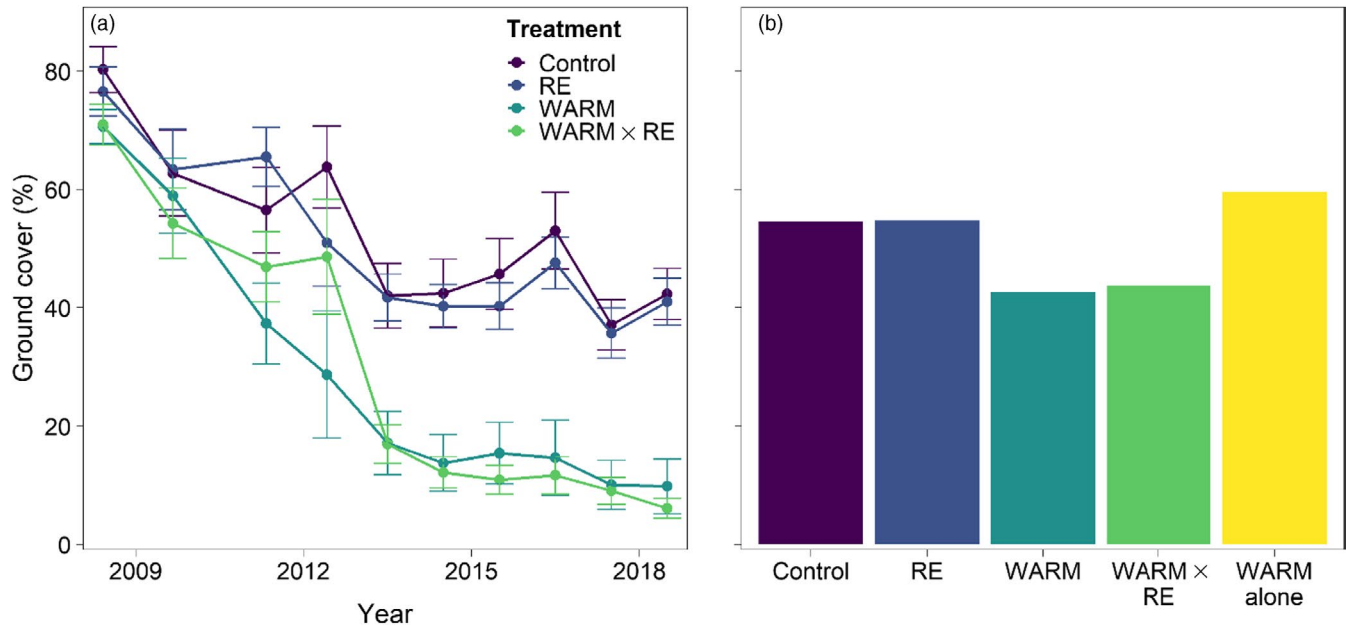 (a)
Treatment
Control
RE
WARM
WARM × RE
80
60
40
20
0
Ground cover (%)
2009 2012 2015 2018
Year
(b)
Control RE WARM WARM × WARM
RE alone